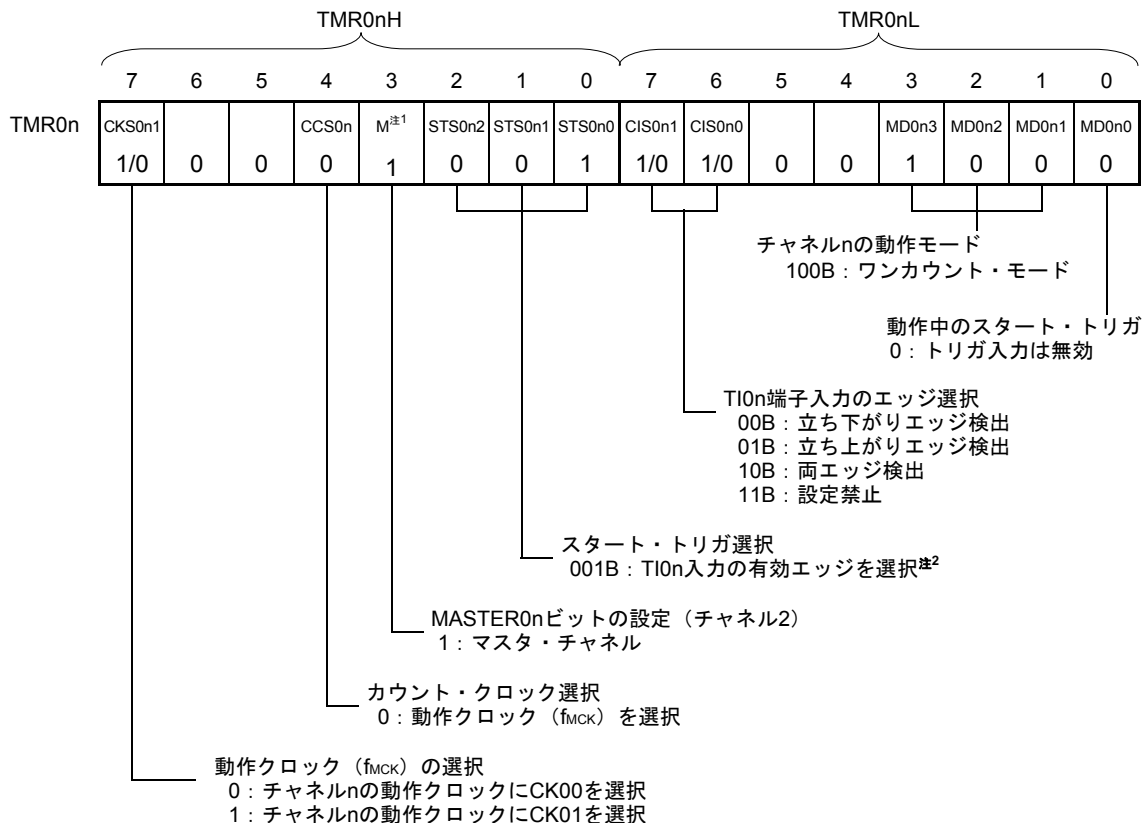 TMR0nH TMR0nL
7 6 5 4 3 2 1 0 7 6 5 4 3 2 1 0
TMR0n CKS0n1 CCS0n M注1 STS0n2 STS0n1 STS0n0 CIS0n1 CIS0n0 MD0n3 MD0n2 MD0n1 MD0n0
1/0 0 0 0 1 0 0 1 1/0 1/0 0 0 1 0 0 0
チャネルnの動作モード
100B:ワンカウント・モード
動作中のスタート・トリガ
0:トリガ入力は無効
TI0n端子入力のエッジ選択
00B:立ち下がりエッジ検出
01B:立ち上がりエッジ検出
10B:両エッジ検出
11B:設定禁止
スタート・トリガ選択
001B:TI0n入力の有効エッジを選択注2
MASTER0nビットの設定(チャネル2)
1:マスタ・チャネル
カウント・クロック選択
0:動作クロック(fMCK)を選択
動作クロック(fMCK)の選択
0:チャネルnの動作クロックにCK00を選択
1:チャネルnの動作クロックにCK01を選択